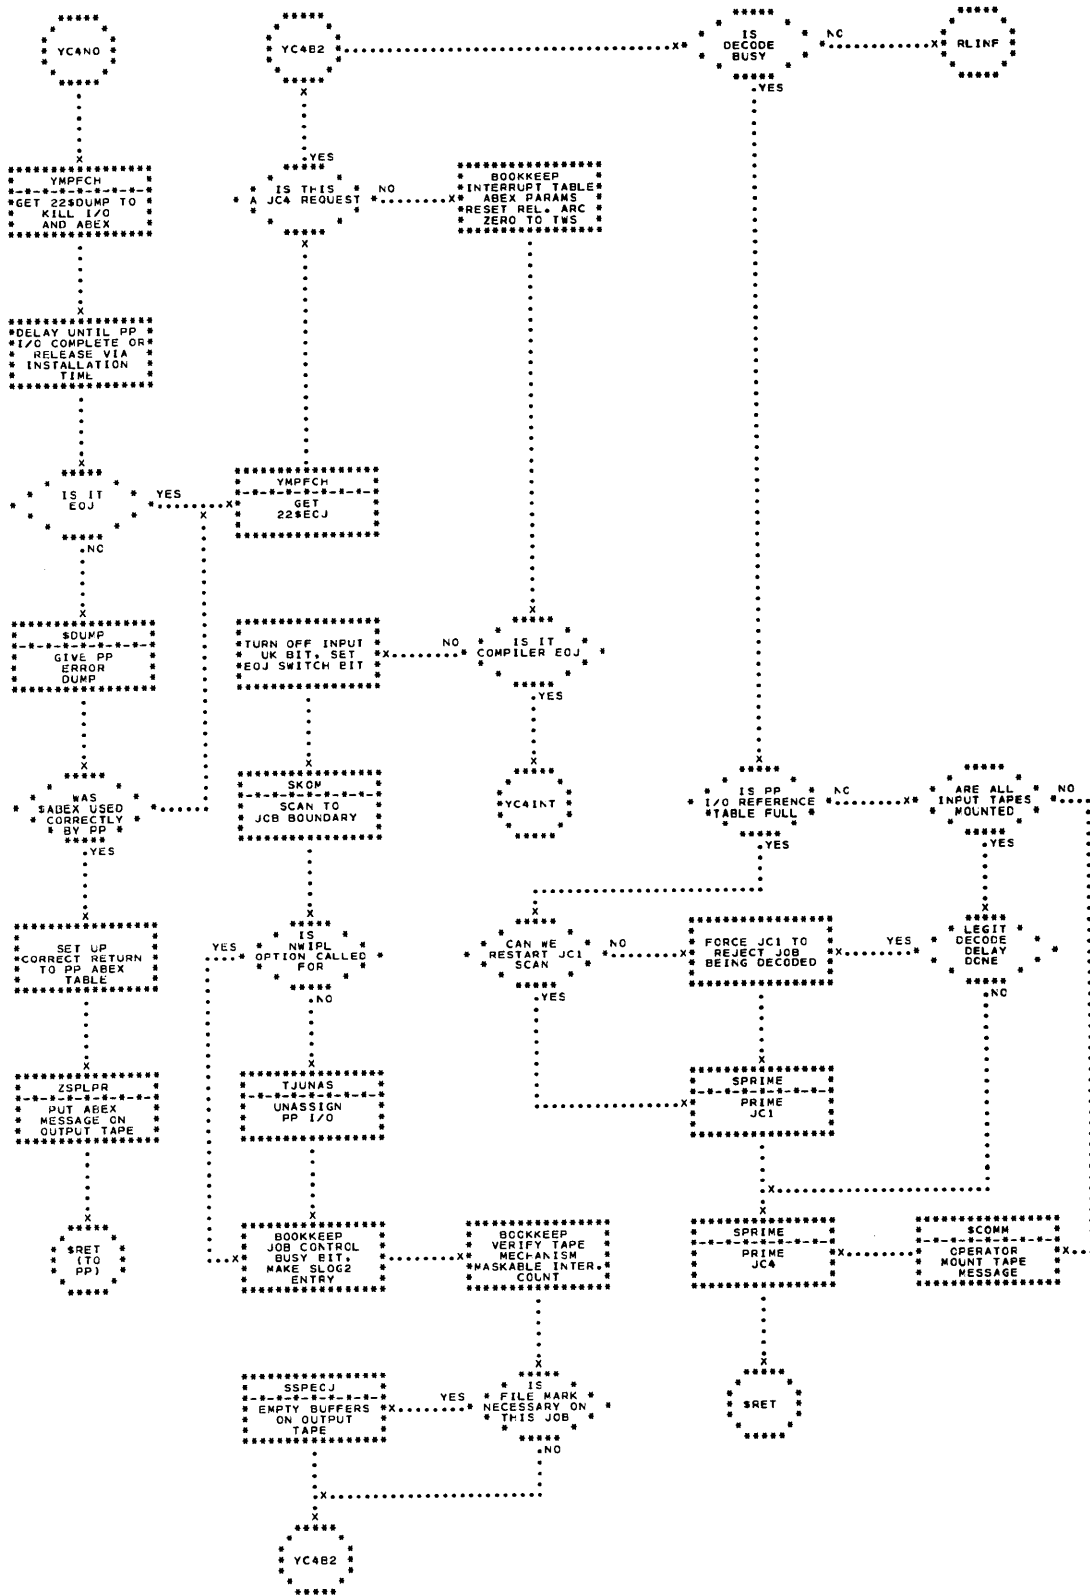 YC4NO
YC4B2
IS
DECODE
BUSY
NC
RLINF
YES
YES
YMPFCH
GET 22$DUMP TO
KILL I/O
AND ABEX
IS THIS
A JC4 REQUEST
NO
BOOKKEEP
INTERRUPT TABLE
ABEX PARAMS
RESET REL. ARC
ZERO TO TWS
DELAY UNTIL PP
I/O COMPLETE OR
RELEASE VIA
INSTALLATION
TIME
IS IT
EOJ
YES
YMPFCH
GET
22$ECJ
NC
$DUMP
GIVE PP
ERROR
DUMP
TURN OFF INPUT
UK BIT, SET
EOJ SWITCH BIT
NO
IS IT
COMPILER EOJ
YES
WAS
$ABEX USED
CORRECTLY
BY PP
YES
SKOM
SCAN TO
JCB BOUNDARY
YC4INT
IS PP
I/O REFERENCE
TABLE FULL
NC
YES
ARE ALL
INPUT TAPES
MOUNTED
NO
YES
SET UP
CORRECT RETURN
TO PP ABEX
TABLE
YES
IS
NWIPL
OPTION CALLED
FOR
NO
CAN WE
RESTART JC1
SCAN
NO
YES
FORCE JC1 TO
REJECT JOB
BEING DECODED
YES
LEGIT
DECODE
DELAY
DCNE
NO
ZSPLPR
PUT ABEX
MESSAGE ON
OUTPUT TAPE
TJUNAS
UNASSIGN
PP I/O
SPRIME
PRIME
JC1
$RET
(TO
PP)
BOOKKEEP
JOB CONTROL
BUSY BIT,
MAKE SLOG2
ENTRY
BOCKKEEP
VERIFY TAPE
MECHANISM
MASKABLE INTER.
COUNT
SPRIME
PRIME
JC4
$COMM
OPERATOR
MOUNT TAPE
MESSAGE
SSPECJ
EMPTY BUFFERS
ON OUTPUT
TAPE
YES
IS
FILE MARK
NECESSARY ON
THIS JOB
NO
$RET
YC4B2